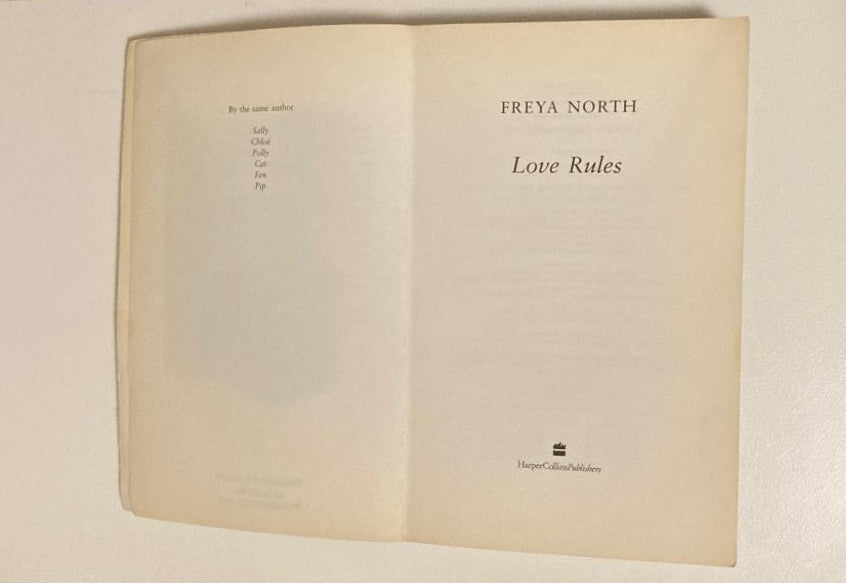 By the same author
Sally
Chloë
Polly
Cat
Fen
Pip
FREYA NORTH
Love Rules
HarperCollinsPublishers